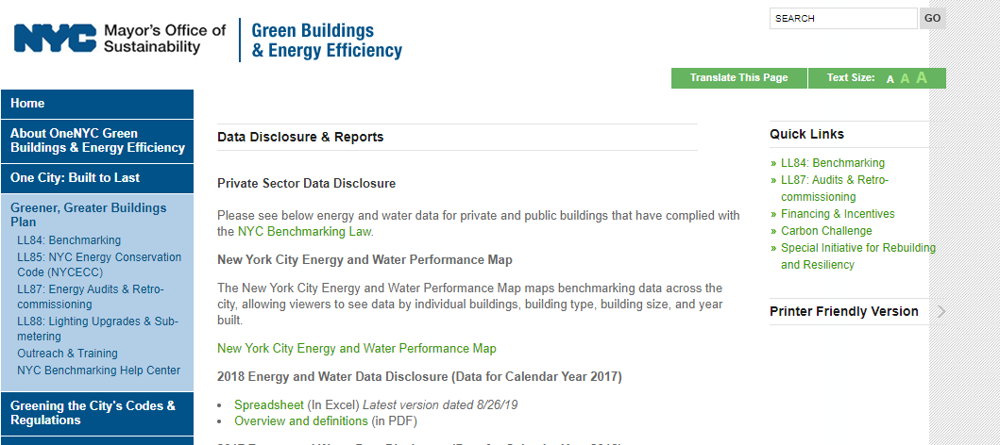 NYC Mayor's Office of
Sustainability
Green Buildings
& Energy Efficiency
SEARCH
GO
Translate This Page
Text Size: A A A
Home
About OneNYC Green
Buildings & Energy Efficiency
One City: Built to Last
Greener, Greater Buildings
Plan
LL84: Benchmarking
LL85: NYC Energy Conservation
Code (NYCECC)
LL87: Energy Audits & Retro-
commissioning
LL88: Lighting Upgrades & Sub-
metering
Outreach & Training
NYC Benchmarking Help Center
Greening the City's Codes &
Regulations
Data Disclosure & Reports
Private Sector Data Disclosure
Please see below energy and water data for private and public buildings that have complied with
the NYC Benchmarking Law.
New York City Energy and Water Performance Map
The New York City Energy and Water Performance Map maps benchmarking data across the
city, allowing viewers to see data by individual buildings, building type, building size, and year
built.
New York City Energy and Water Performance Map
2018 Energy and Water Data Disclosure (Data for Calendar Year 2017)
• Spreadsheet (In Excel) Latest version dated 8/26/19
• Overview and definitions (in PDF)
Quick Links
» LL84: Benchmarking
» LL87: Audits & Retro-
commissioning
» Financing & Incentives
» Carbon Challenge
» Special Initiative for Rebuilding
and Resiliency
Printer Friendly Version